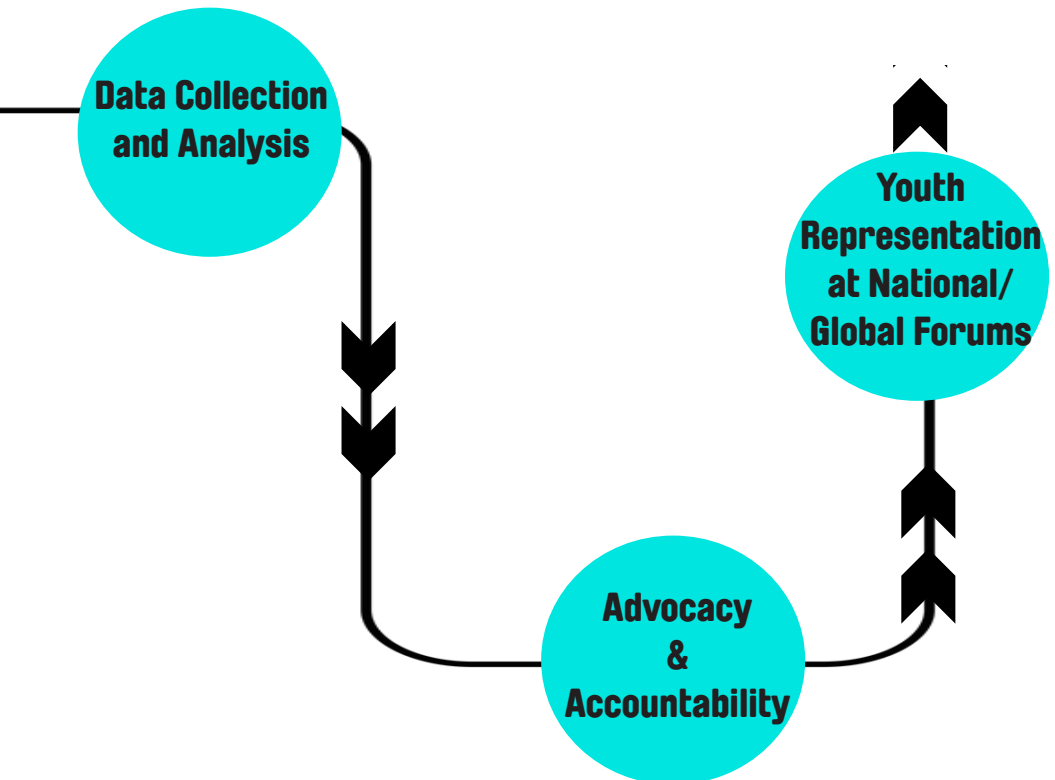 Data Collection
and Analysis
Youth
Representation
at National/
Global Forums
Advocacy
&
Accountability